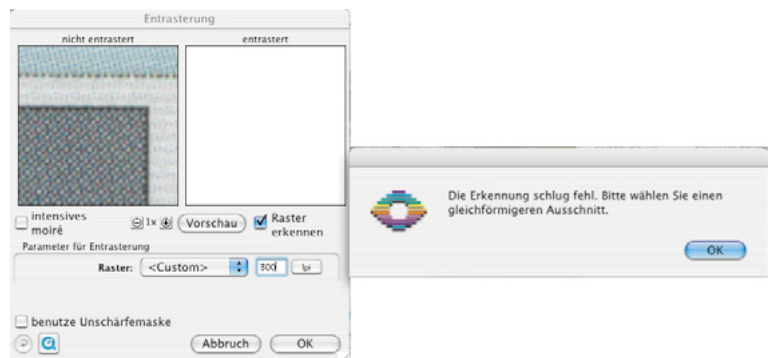 Entrasterung
nicht entrastert
entrastert
intensives
moiré
1x
Vorschau
Raster
erkennen
Parameter für Entrasterung
Raster: <Custom> 300 lpi
benutze Unschärfemaske
Abbruch
OK
Die Erkennung schlug fehl. Bitte wählen Sie einen
gleichförmigeren Ausschnitt.
OK